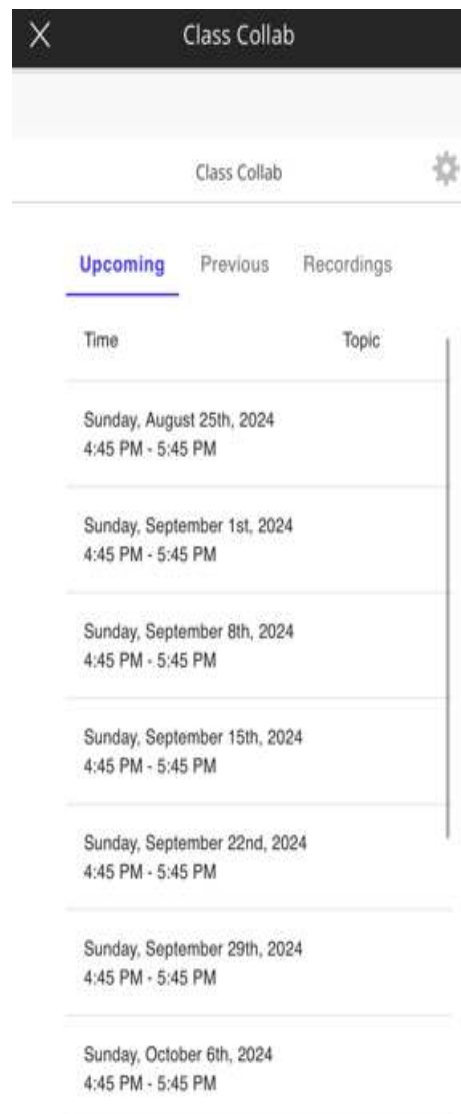 Class Collab
Class Collab
Upcoming Previous Recordings
Time Topic
Sunday, August 25th, 2024
4:45 PM - 5:45 PM
Sunday, September 1st, 2024
4:45 PM - 5:45 PM
Sunday, September 8th, 2024
4:45 PM - 5:45 PM
Sunday, September 15th, 2024
4:45 PM - 5:45 PM
Sunday, September 22nd, 2024
4:45 PM - 5:45 PM
Sunday, September 29th, 2024
4:45 PM - 5:45 PM
Sunday, October 6th, 2024
4:45 PM - 5:45 PM